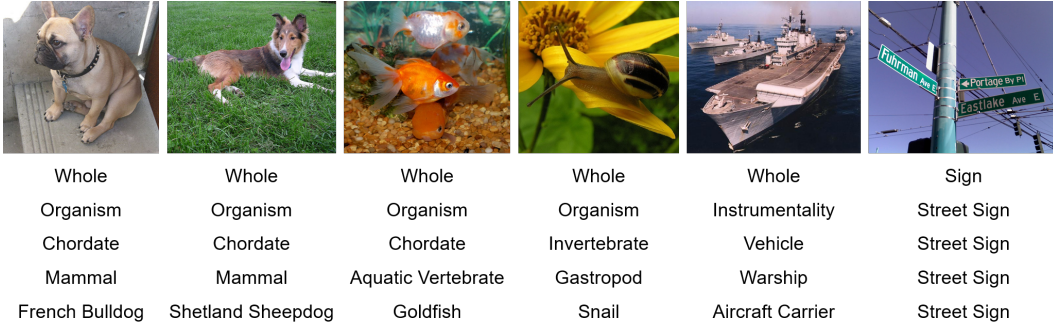 Fuhrman Ave E
Portage By Pl
Eastlake Ave E
Whole Whole Whole Whole Whole Sign
Organism Organism Organism Organism Instrumentality Street Sign
Chordate Chordate Chordate Invertebrate Vehicle Street Sign
Mammal Mammal Aquatic Vertebrate Gastropod Warship Street Sign
French Bulldog Shetland Sheepdog Goldfish Snail Aircraft Carrier Street Sign